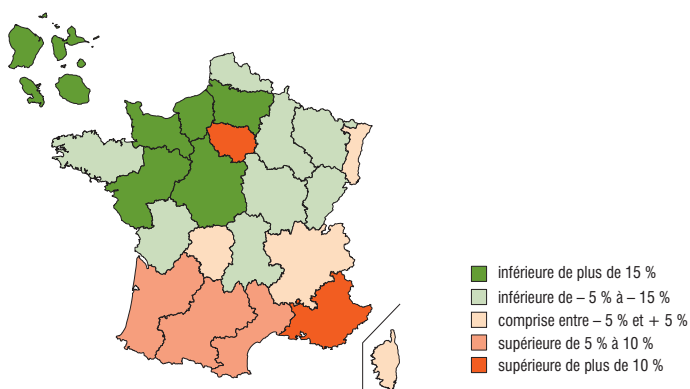 inférieure de plus de 15 %
inférieure de – 5 % à – 15 %
comprise entre – 5 % et + 5 %
supérieure de 5 % à 10 %
supérieure de plus de 10 %